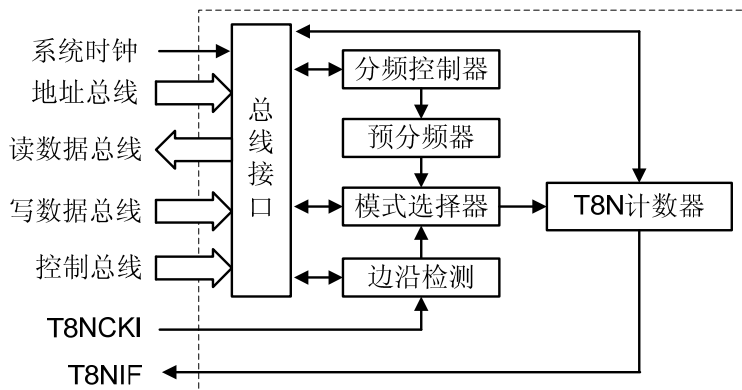 系统时钟
地址总线
读数据总线
写数据总线
控制总线
T8NCKI
T8NIF
总线接口
分频控制器
预分频器
模式选择器
边沿检测
T8N计数器